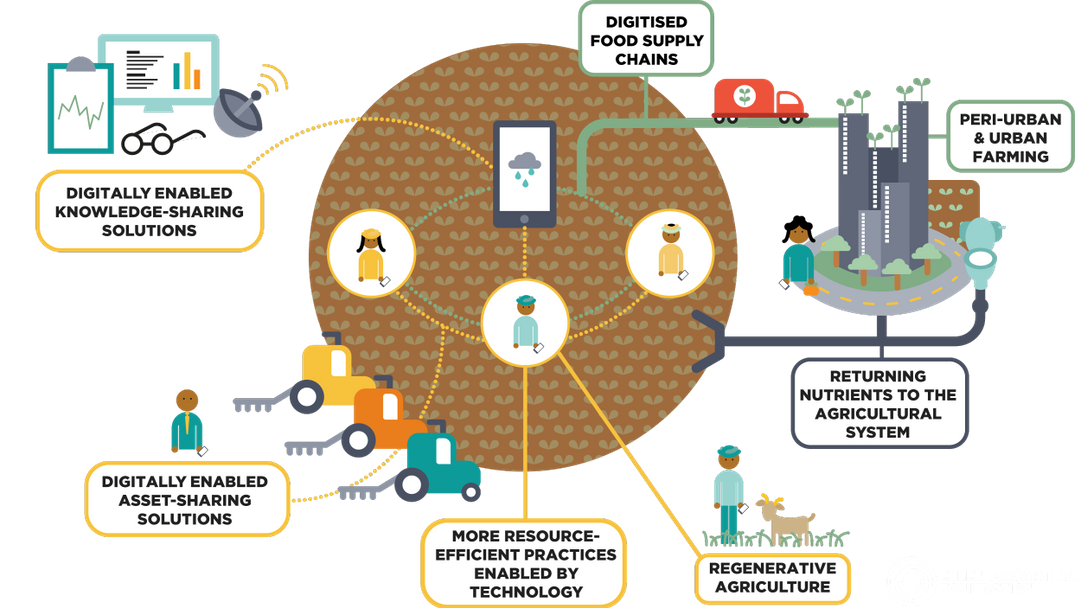 DIGITISED
FOOD SUPPLY
CHAINS
PERI-URBAN
& URBAN
FARMING
DIGITALLY ENABLED
KNOWLEDGE-SHARING
SOLUTIONS
RETURNING
NUTRIENTS TO THE
AGRICULTURAL
SYSTEM
DIGITALLY ENABLED
ASSET-SHARING
SOLUTIONS
MORE RESOURCE-
EFFICIENT PRACTICES
ENABLED BY
TECHNOLOGY
REGENERATIVE
AGRICULTURE